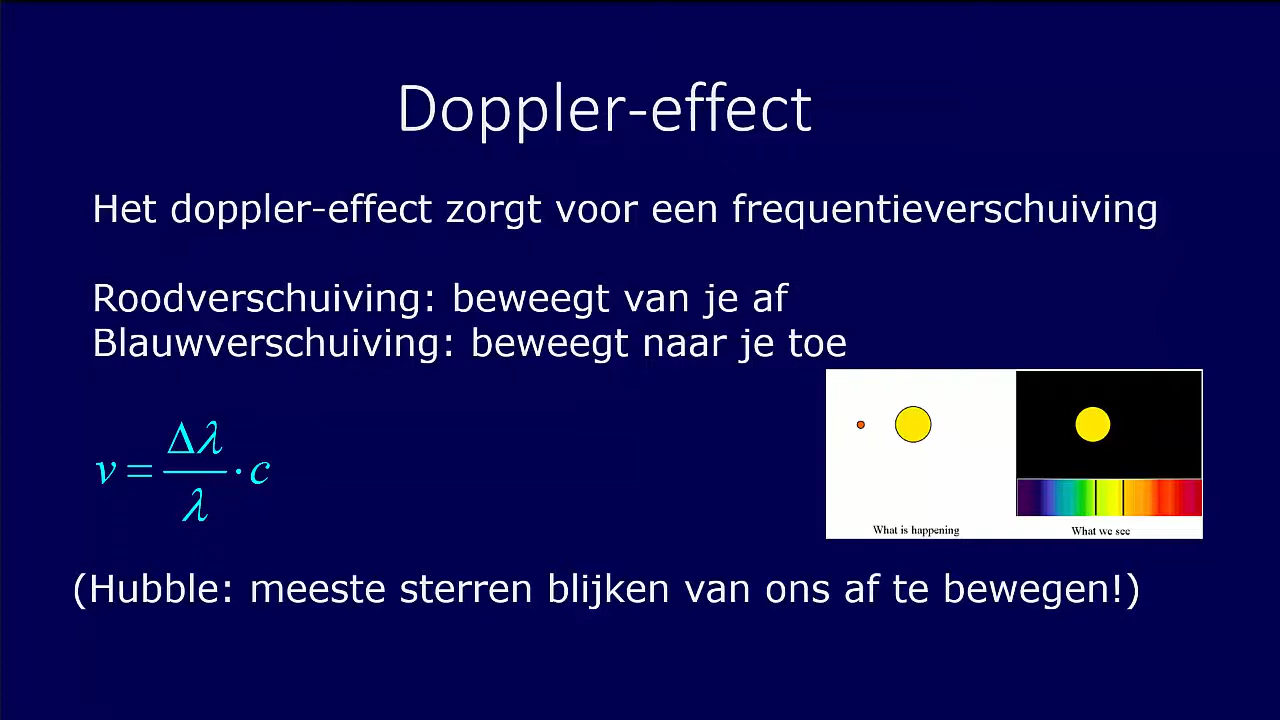 Doppler-effect
Het doppler-effect zorgt voor een frequentieverschuiving
Roodverschuiving: beweegt van je af
Blauwverschuiving: beweegt naar je toe
v = Δλ/λ · c
What is happening
What we see
(Hubble: meeste sterren blijken van ons af te bewegen!)